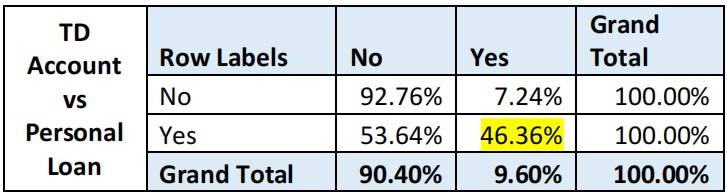 TD
Account
vs
Personal
Loan
Row Labels No Yes Grand
Total
No 92.76% 7.24% 100.00%
Yes 53.64% 46.36% 100.00%
Grand Total 90.40% 9.60% 100.00%